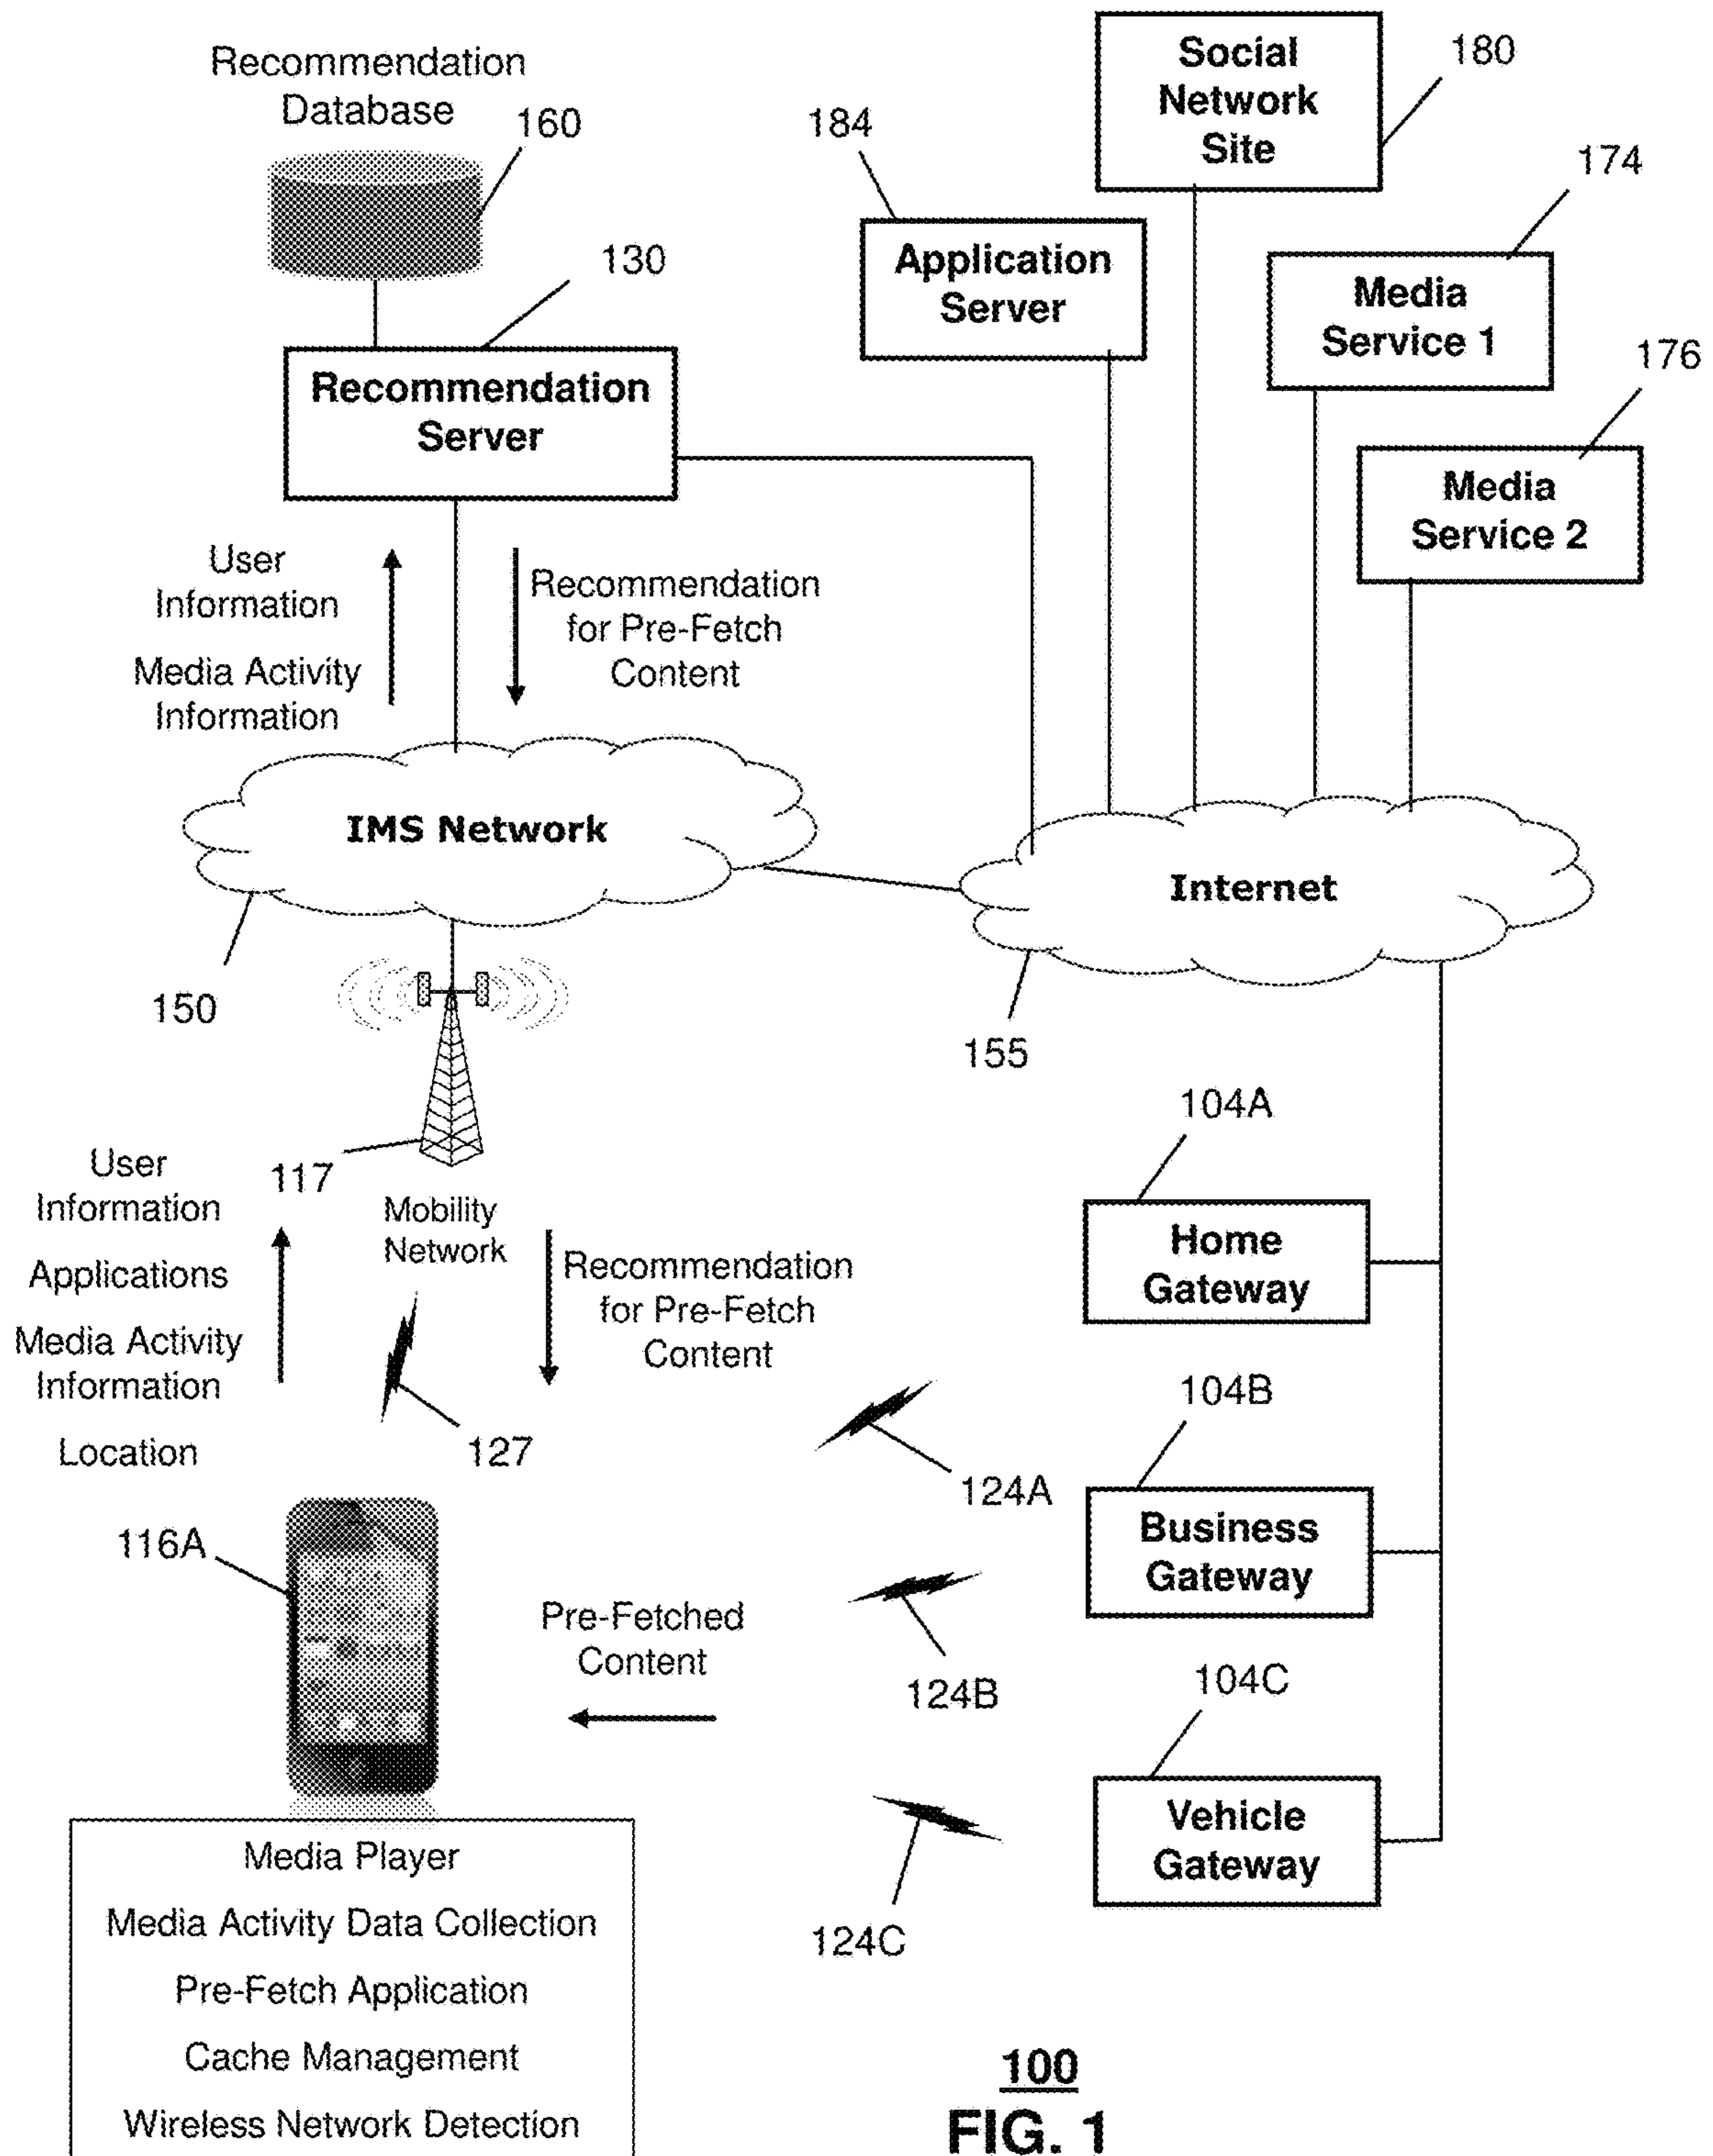 Recommendation
Database
160
130
Recommendation
Server
184
Application
Server
Social
Network
Site
180
174
Media
Service 1
176
Media
Service 2
User
Information
Media Activity
Information
Recommendation
for Pre-Fetch
Content
IMS Network
150
Internet
155
117
Mobility
Network
User
Information
Applications
Media Activity
Information
Location
Recommendation
for Pre-Fetch
Content
127
104A
Home
Gateway
124A
104B
Business
Gateway
124B
104C
Vehicle
Gateway
124C
116A
Pre-Fetched
Content
Media Player
Media Activity Data Collection
Pre-Fetch Application
Cache Management
Wireless Network Detection
100
FIG. 1